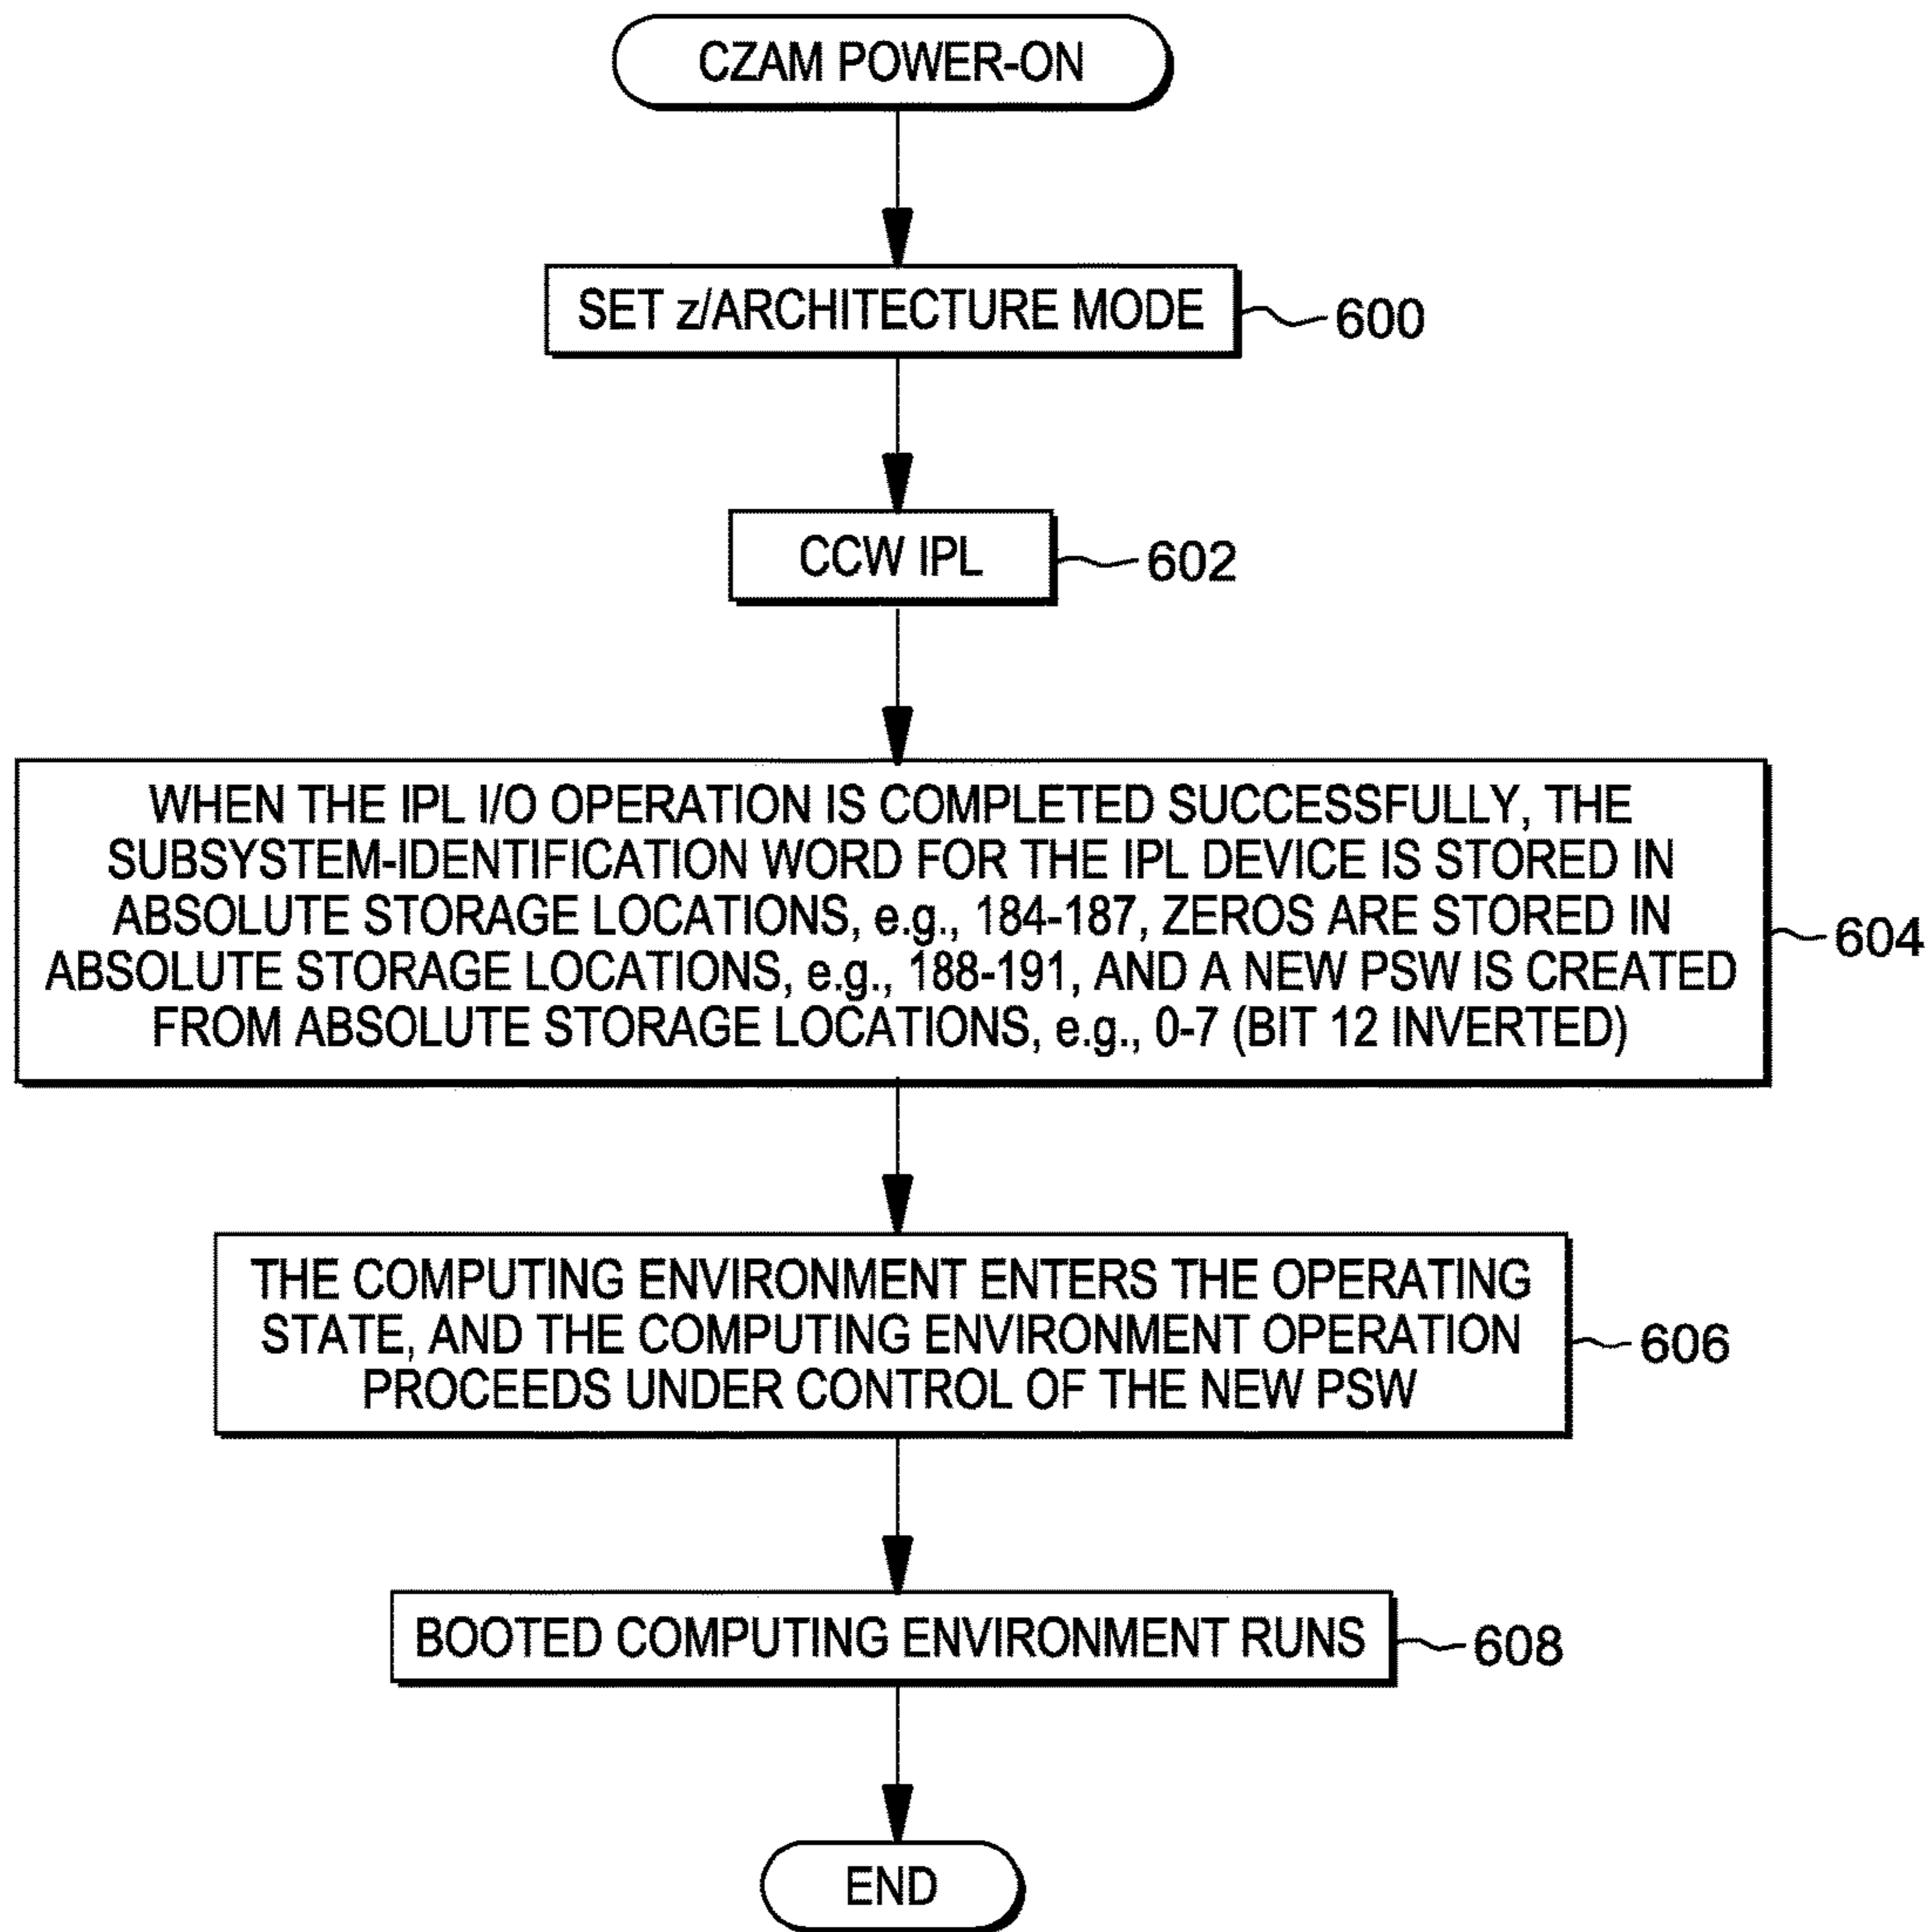 CZAM POWER-ON
SET z/ARCHITECTURE MODE
600
CCW IPL
602
WHEN THE IPL I/O OPERATION IS COMPLETED SUCCESSFULLY, THE
SUBSYSTEM-IDENTIFICATION WORD FOR THE IPL DEVICE IS STORED IN
ABSOLUTE STORAGE LOCATIONS, e.g., 184-187, ZEROS ARE STORED IN
ABSOLUTE STORAGE LOCATIONS, e.g., 188-191, AND A NEW PSW IS CREATED
FROM ABSOLUTE STORAGE LOCATIONS, e.g., 0-7 (BIT 12 INVERTED)
604
THE COMPUTING ENVIRONMENT ENTERS THE OPERATING
STATE, AND THE COMPUTING ENVIRONMENT OPERATION
PROCEEDS UNDER CONTROL OF THE NEW PSW
606
BOOTED COMPUTING ENVIRONMENT RUNS
608
END